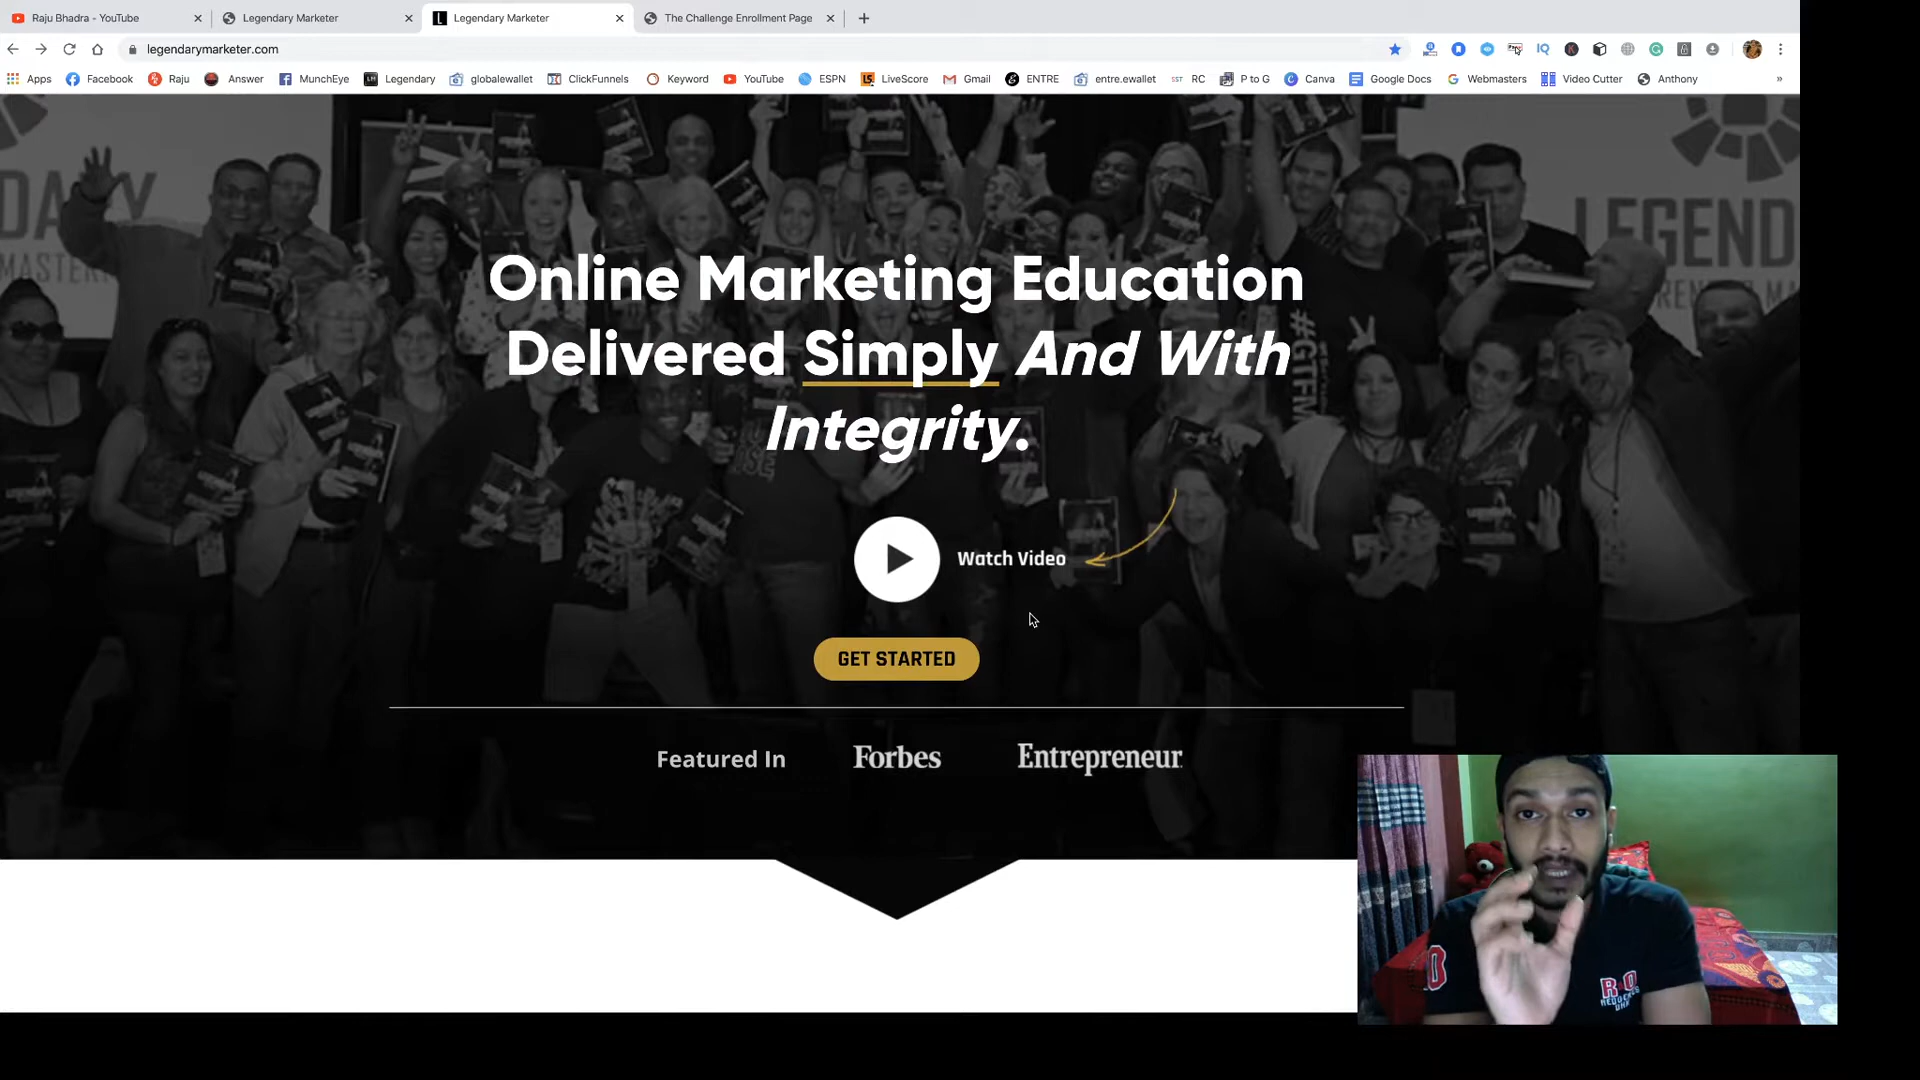 Raju Bhadra - YouTube
Legendary Marketer
Legendary Marketer
The Challenge Enrollment Page
legendarymarketer.com
Apps
Facebook
Raju
Answer
MunchEye
Legendary
globalewallet
ClickFunnels
Keyword
YouTube
ESPN
LiveScore
Gmail
ENTRE
entre.ewallet
RC
P to G
Canva
Google Docs
Webmasters
Video Cutter
Anthony
»
LEGEND
#GTFM
Online Marketing Education
Delivered Simply And With
Integrity.
Watch Video
GET STARTED
Featured In
Forbes
Entrepreneur